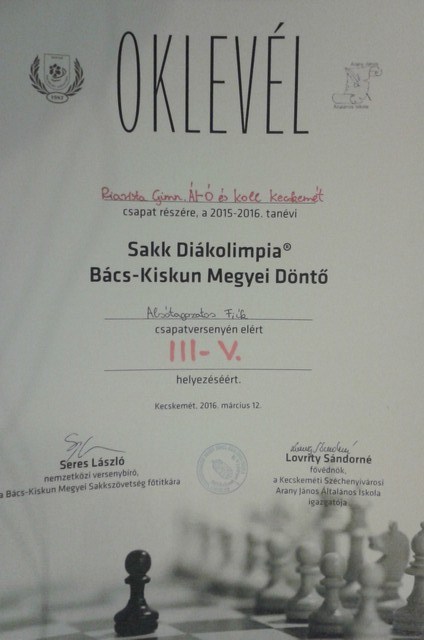 OKLEVÉL
Piarista Gimn. Ált. és Koll. Kecskemét
csapat részére, a 2015-2016. tanévi
Sakk Diákolimpia®
Bács-Kiskun Megyei Döntő
Alsótagozatos Fiúk
csapatversenyén elért
III-V.
helyezéséért.
Kecskemét, 2016. március 12.
Seres László
nemzetközi versenybíró,
a Bács-Kiskun Megyei Sakkszövetség főtitkára
Lovrity Sándorné
fővédnök,
a Kecskeméti Széchenyivárosi
Arany János Általános Iskola
igazgatója